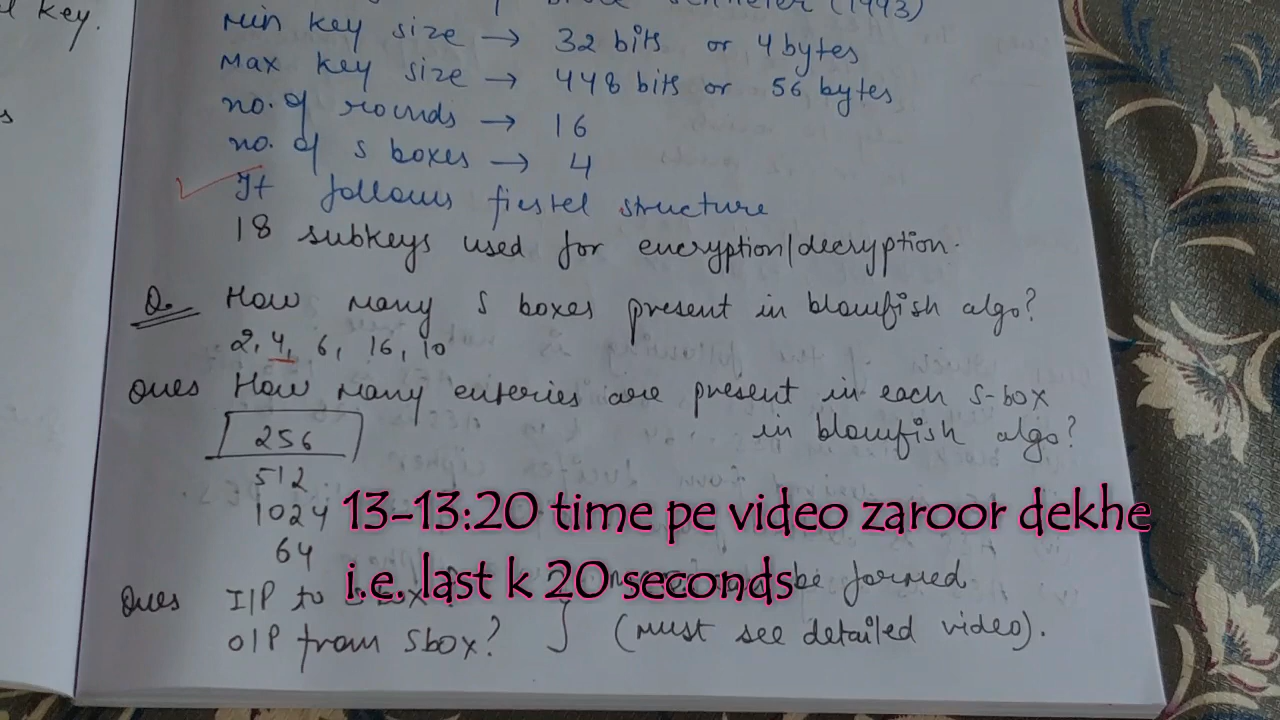 l key.
s
(1993)
Min key size → 32 bits or 4 bytes
Max key size → 448 bits or 56 bytes
no. of rounds → 16
no. of s boxes → 4
It follows fiestel structure
18 subkeys used for encryption/decryption.
Q. How many S boxes present in blowfish algo?
2, 4, 6, 16, 10
Ques How many enteries are present in each S-box
in blowfish algo?
256
512
1024
64
13-13:20 time pe video zaroor dekhe
i.e. last k 20 seconds
Ques I/P to be formed
O/P from Sbox? } (must see detailed video).